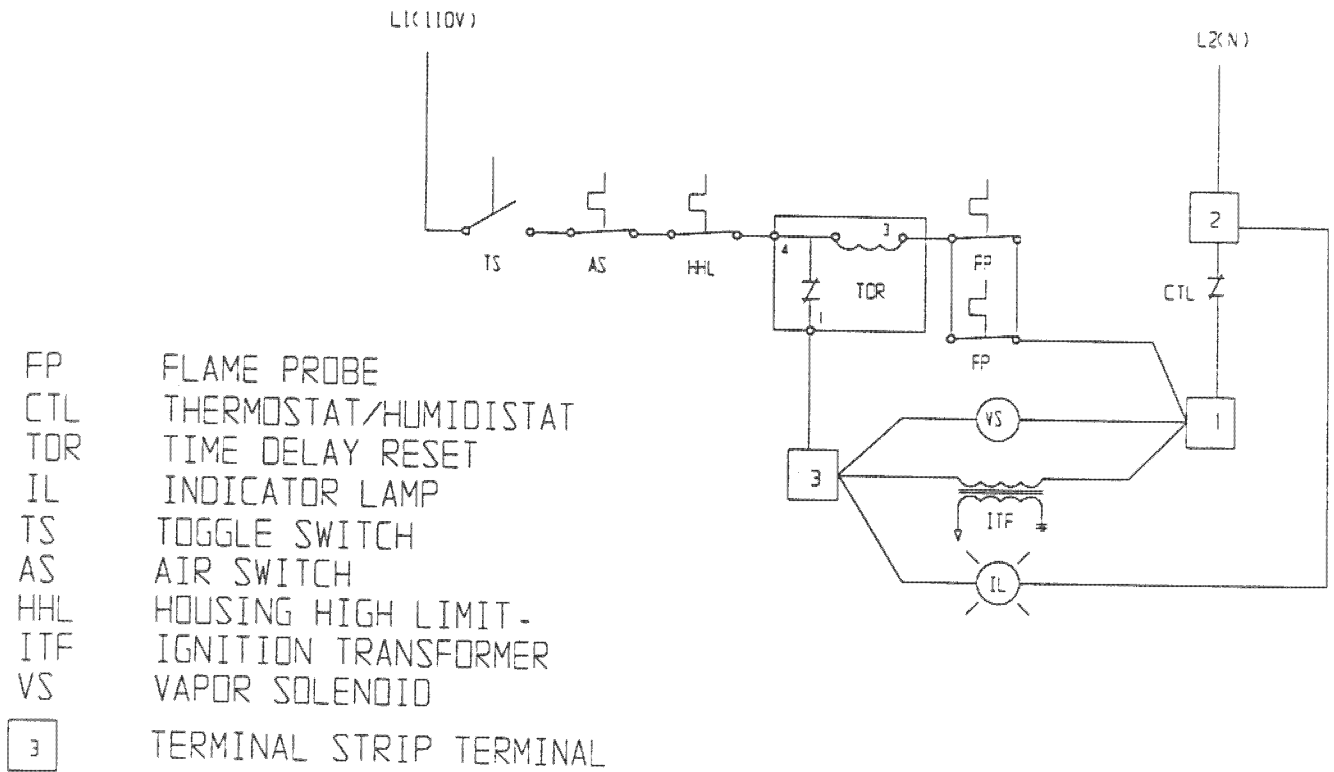 L1(110V)
L2(N)
2
3
4
TS
AS
HHL
TDR
FP
CTL
1
FP
VS
1
3
ITF
IL
FP FLAME PROBE
CTL THERMOSTAT/HUMIDISTAT
TDR TIME DELAY RESET
IL INDICATOR LAMP
TS TOGGLE SWITCH
AS AIR SWITCH
HHL HOUSING HIGH LIMIT-
ITF IGNITION TRANSFORMER
VS VAPOR SOLENOID
3 TERMINAL STRIP TERMINAL